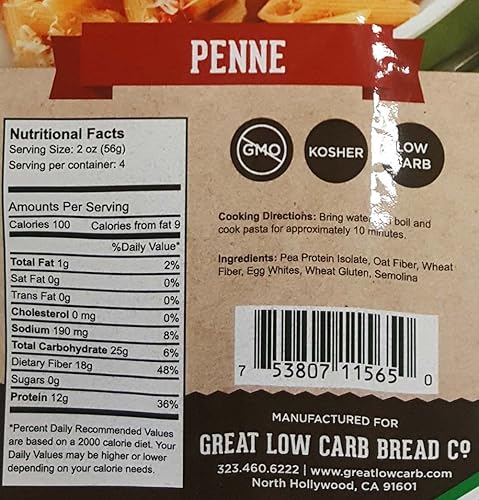 PENNE
Nutritional Facts
Serving Size: 2 oz (56g)
Serving per container: 4
Amounts Per Serving
Calories 100 Calories from fat 9
%Daily Value*
Total Fat 1g 2%
Sat Fat 0g 0%
Trans Fat 0g 0%
Cholesterol 0 mg 0%
Sodium 190 mg 8%
Total Carbohydrate 25g 6%
Dietary Fiber 18g 48%
Sugars 0g 0%
Protein 12g 36%
*Percent Daily Recommended Values
are based on a 2000 calorie diet. Your
Daily Values may be higher or lower
depending on your calorie needs.
GMO
KOSHER
LOW
CARB
Cooking Directions: Bring water to boil and
cook pasta for approximately 10 minutes.
Ingredients: Pea Protein Isolate, Oat Fiber, Wheat
Fiber, Egg Whites, Wheat Gluten, Semolina
7 53807 11565 0
MANUFACTURED FOR
GREAT LOW CARB BREAD CO
323.460.6222 | www.greatlowcarb.com
North Hollywood, CA 91601